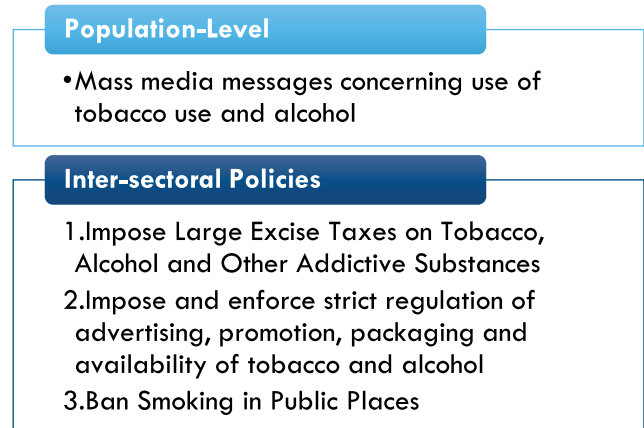 Population-Level
•Mass media messages concerning use of
tobacco use and alcohol
Inter-sectoral Policies
1.Impose Large Excise Taxes on Tobacco,
Alcohol and Other Addictive Substances
2.Impose and enforce strict regulation of
advertising, promotion, packaging and
availability of tobacco and alcohol
3.Ban Smoking in Public Places